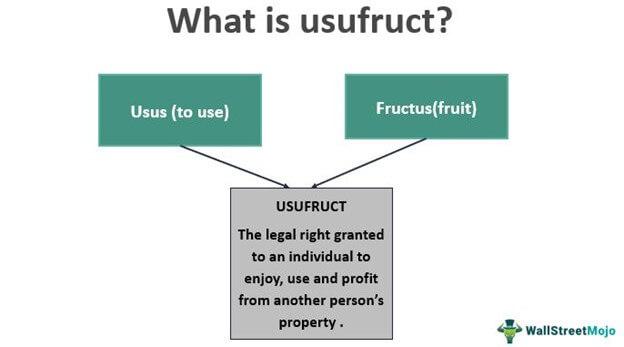 What is usufruct?
Usus (to use)
Fructus(fruit)
USUFRUCT
The legal right granted
to an individual to
enjoy, use and profit
from another person's
property .
WallStreetMojo